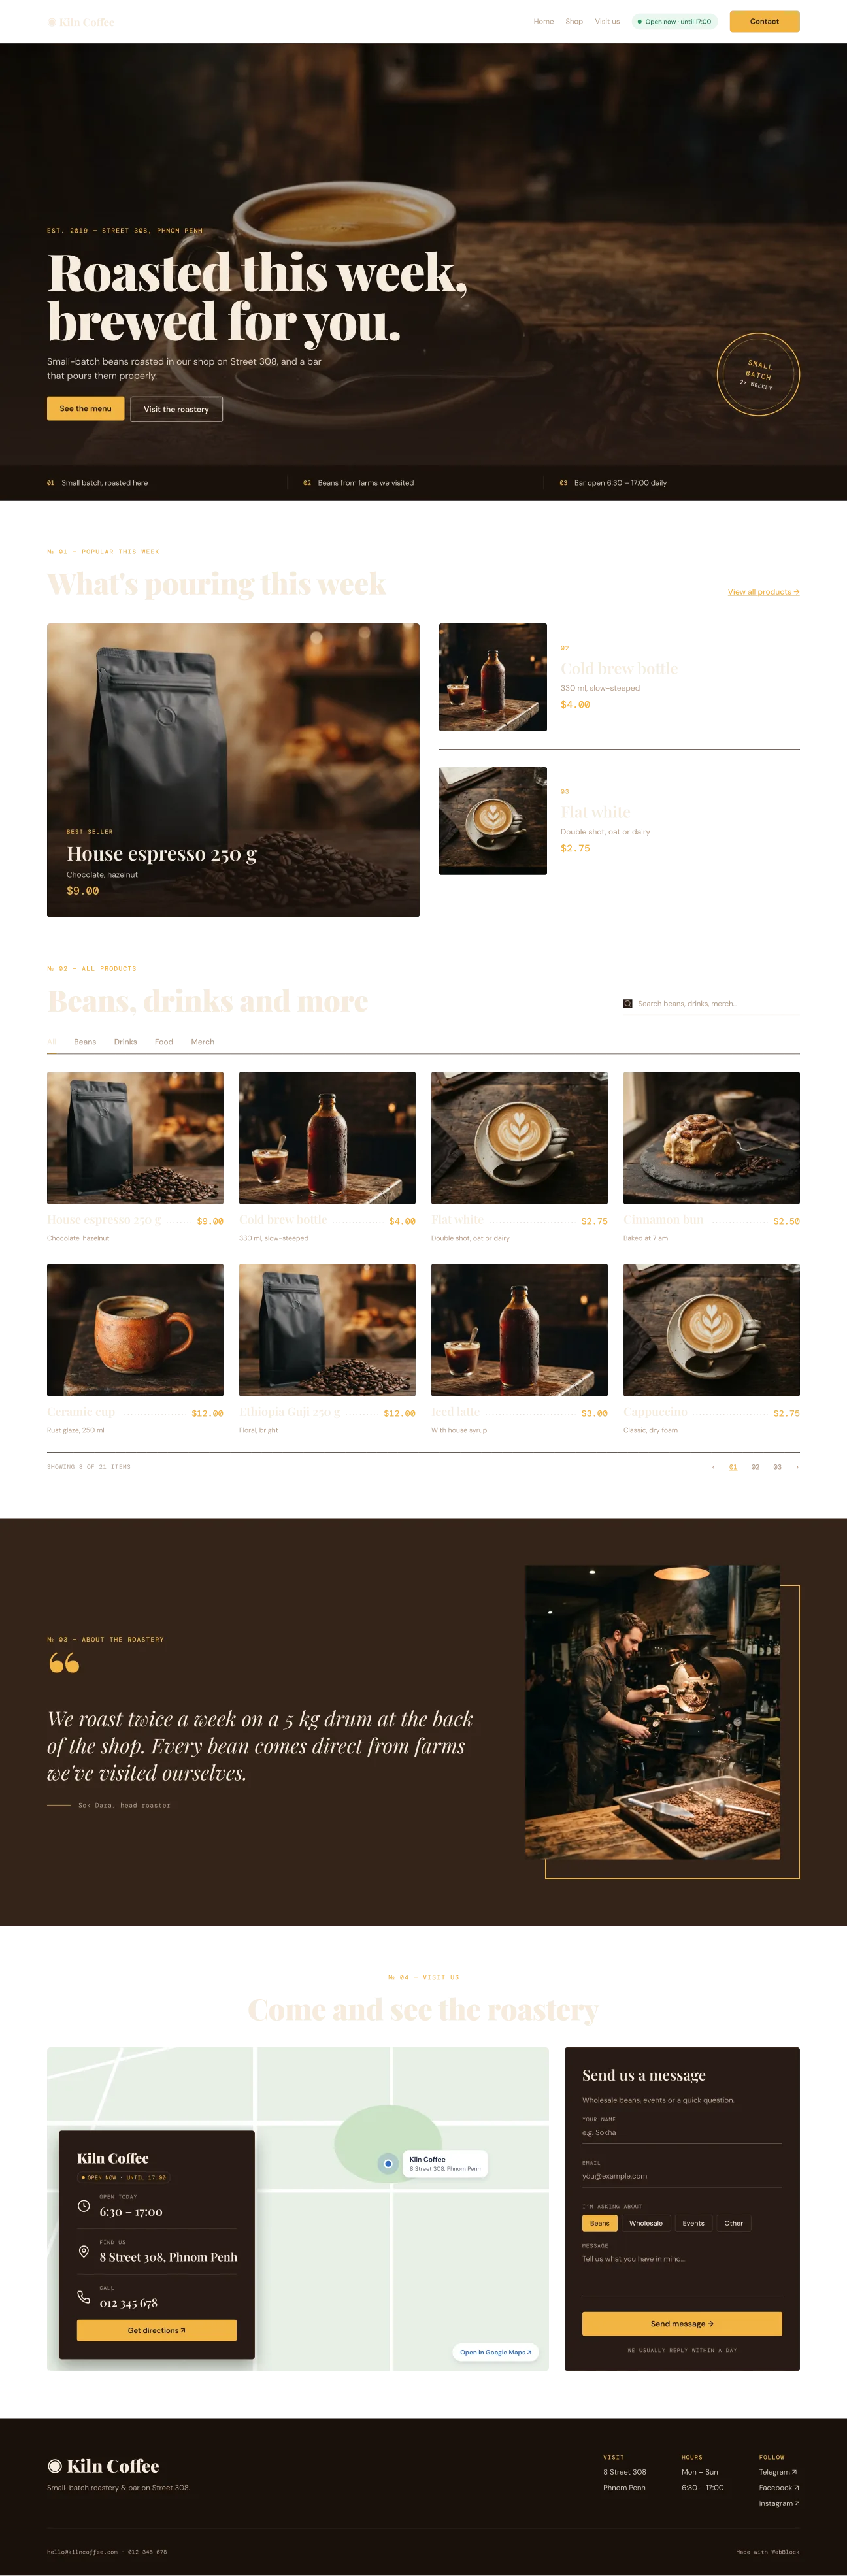 Kiln Coffee
Home
Shop
Visit us
Open now · until 17:00
Contact
EST. 2019 — STREET 308, PHNOM PENH
Roasted this week,
brewed for you.
Small-batch beans roasted in our shop on Street 308, and a bar
that pours them properly.
See the menu
Visit the roastery
SMALL
BATCH
2× WEEKLY
01 Small batch, roasted here
02 Beans from farms we visited
03 Bar open 6:30 – 17:00 daily
№ 01 — POPULAR THIS WEEK
What's pouring this week
View all products →
BEST SELLER
House espresso 250 g
Chocolate, hazelnut
$9.00
02
Cold brew bottle
330 ml, slow-steeped
$4.00
03
Flat white
Double shot, oat or dairy
$2.75
№ 02 — ALL PRODUCTS
Beans, drinks and more
Search beans, drinks, merch…
All
Beans
Drinks
Food
Merch
House espresso 250 g $9.00
Chocolate, hazelnut
Cold brew bottle $4.00
330 ml, slow-steeped
Flat white $2.75
Double shot, oat or dairy
Cinnamon bun $2.50
Baked at 7 am
Ceramic cup $12.00
Rust glaze, 250 ml
Ethiopia Guji 250 g $12.00
Floral, bright
Iced latte $3.00
With house syrup
Cappuccino $2.75
Classic, dry foam
SHOWING 8 OF 21 ITEMS
‹ 01 02 03 ›
№ 03 — ABOUT THE ROASTERY
“
We roast twice a week on a 5 kg drum at the back
of the shop. Every bean comes direct from farms
we've visited ourselves.
Sok Dara, head roaster
№ 04 — VISIT US
Come and see the roastery
Kiln Coffee
OPEN NOW · UNTIL 17:00
OPEN TODAY
6:30 – 17:00
FIND US
8 Street 308, Phnom Penh
CALL
012 345 678
Get directions ↗
Kiln Coffee
8 Street 308, Phnom Penh
Open in Google Maps ↗
Send us a message
Wholesale beans, events or a quick question.
YOUR NAME
e.g. Sokha
EMAIL
you@example.com
I'M ASKING ABOUT
Beans
Wholesale
Events
Other
MESSAGE
Tell us what you have in mind…
Send message →
WE USUALLY REPLY WITHIN A DAY
Kiln Coffee
Small-batch roastery & bar on Street 308.
VISIT
8 Street 308
Phnom Penh
HOURS
Mon – Sun
6:30 – 17:00
FOLLOW
Telegram ↗
Facebook ↗
Instagram ↗
hello@kilncoffee.com · 012 345 678
Made with WebBlock